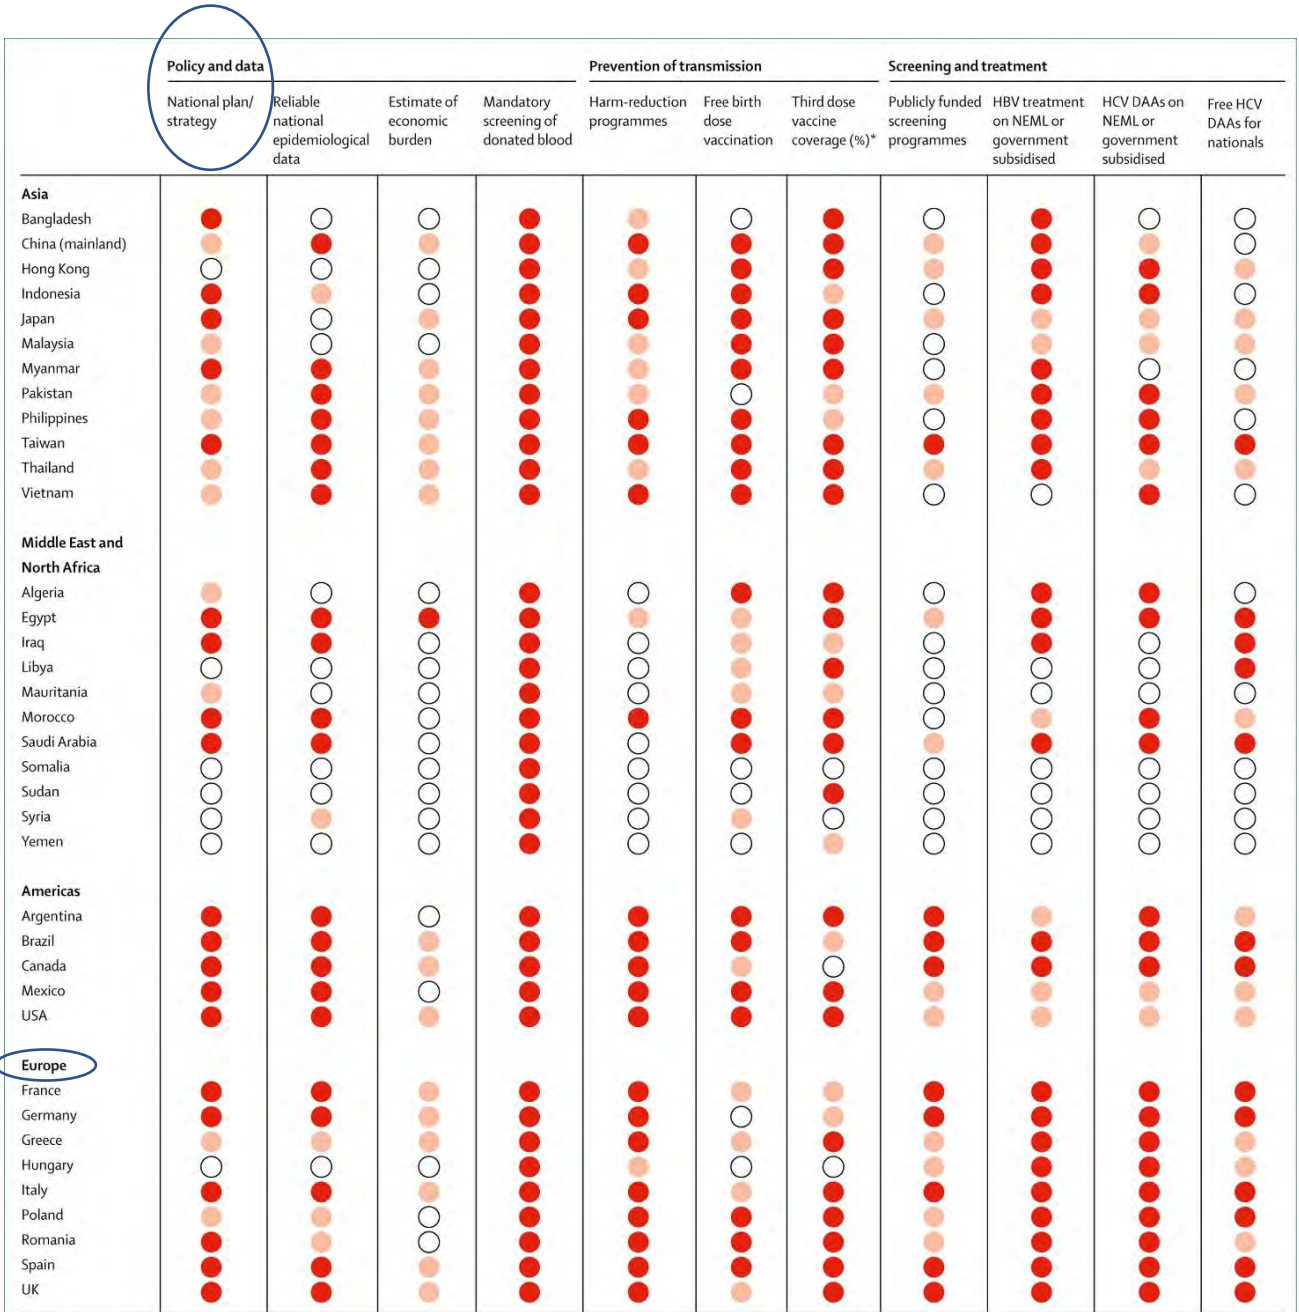 Policy and data Prevention of transmission Screening and treatment
National plan/ strategy
Reliable national epidemiological data
Estimate of economic burden
Mandatory screening of donated blood
Harm-reduction programmes
Free birth dose vaccination
Third dose vaccine coverage (%)*
Publicly funded screening programmes
HBV treatment on NEML or government subsidised
HCV DAAs on NEML or government subsidised
Free HCV DAAs for nationals
Asia
Bangladesh
China (mainland)
Hong Kong
Indonesia
Japan
Malaysia
Myanmar
Pakistan
Philippines
Taiwan
Thailand
Vietnam
Middle East and
North Africa
Algeria
Egypt
Iraq
Libya
Mauritania
Morocco
Saudi Arabia
Somalia
Sudan
Syria
Yemen
Americas
Argentina
Brazil
Canada
Mexico
USA
Europe
France
Germany
Greece
Hungary
Italy
Poland
Romania
Spain
UK